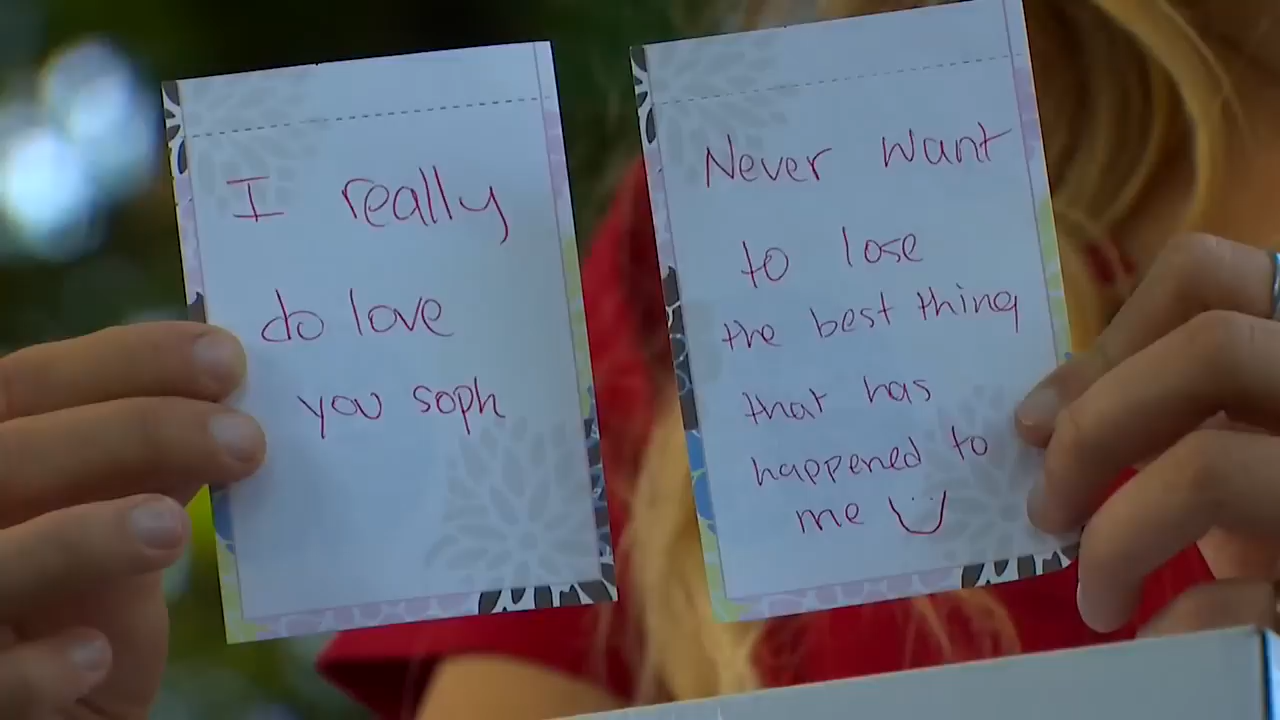 I really
do love
you soph
Never want
to lose
the best thing
that has
happened to
me